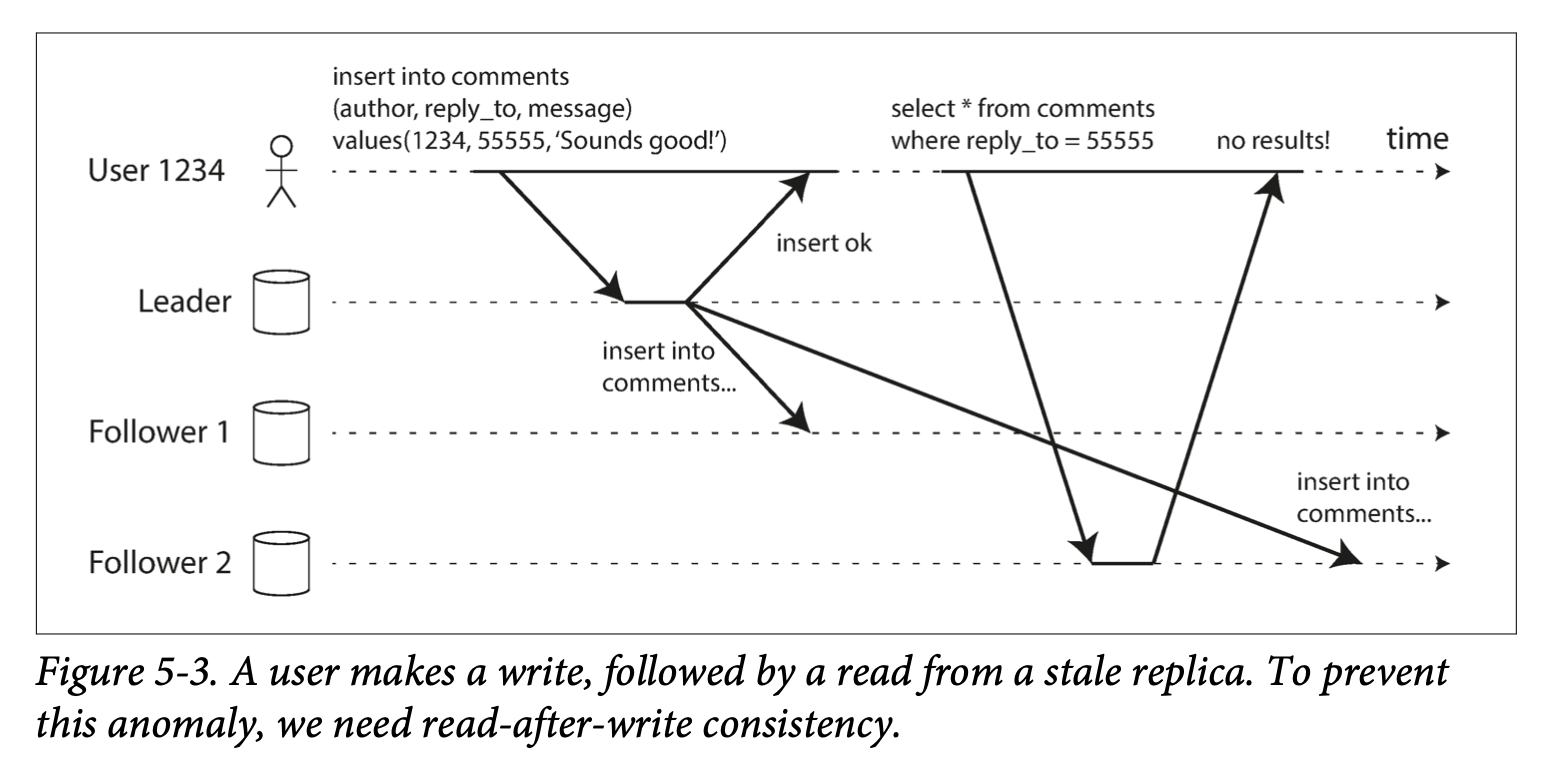 insert into comments
(author, reply_to, message)
values(1234, 55555, ‘Sounds good!’)
select * from comments
where reply_to = 55555
no results!
time
User 1234
insert ok
Leader
insert into
comments...
Follower 1
insert into
comments...
Follower 2
Figure 5-3. A user makes a write, followed by a read from a stale replica. To prevent
this anomaly, we need read-after-write consistency.